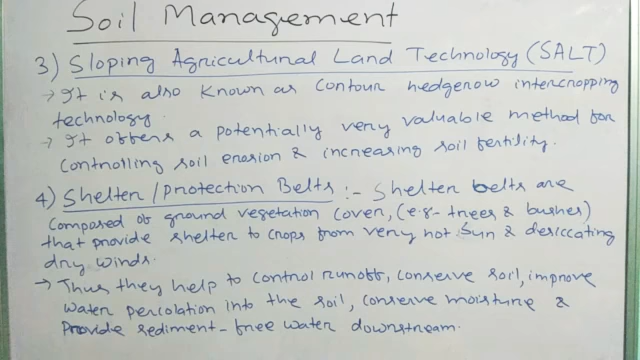 Soil Management
3) Sloping Agricultural Land Technology (SALT)
→ It is also known as contour hedgerow intercropping
technology.
→ It offers a potentially very valuable method for
controlling soil erosion & increasing soil fertility.
4) Shelter/Protection Belts :- Shelter belts are
composed of ground vegetation cover, (e.g- trees & bushes)
that provide shelter to crops from very hot sun & desiccating
dry winds.
→ Thus they help to control runoff, conserve soil, improve
water percolation into the soil, conserve moisture &
Provide sediment-free water downstream.